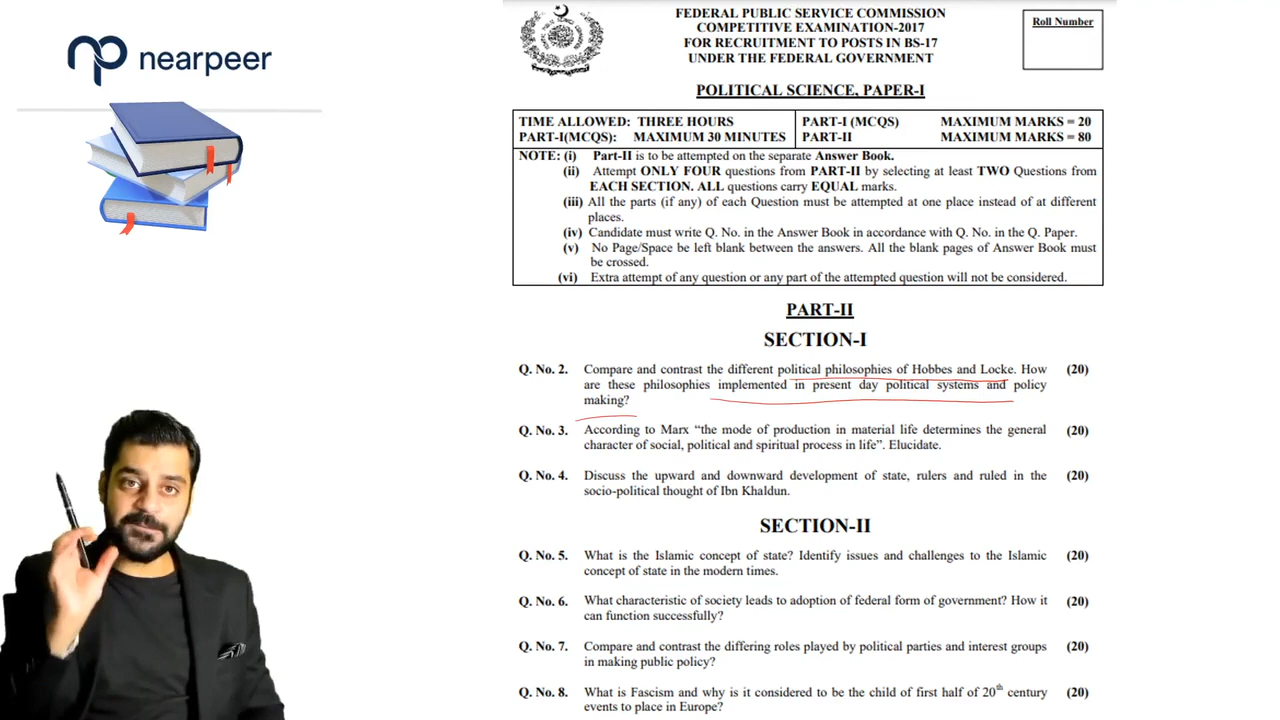 nearpeer
FEDERAL PUBLIC SERVICE COMMISSION
COMPETITIVE EXAMINATION-2017
FOR RECRUITMENT TO POSTS IN BS-17
UNDER THE FEDERAL GOVERNMENT
Roll Number
POLITICAL SCIENCE, PAPER-I
TIME ALLOWED: THREE HOURS
PART-I(MCQS): MAXIMUM 30 MINUTES
PART-I (MCQS) MAXIMUM MARKS = 20
PART-II MAXIMUM MARKS = 80
NOTE: (i) Part-II is to be attempted on the separate Answer Book.
(ii) Attempt ONLY FOUR questions from PART-II by selecting at least TWO Questions from
EACH SECTION. ALL questions carry EQUAL marks.
(iii) All the parts (if any) of each Question must be attempted at one place instead of at different
places.
(iv) Candidate must write Q. No. in the Answer Book in accordance with Q. No. in the Q. Paper.
(v) No Page/Space be left blank between the answers. All the blank pages of Answer Book must
be crossed.
(vi) Extra attempt of any question or any part of the attempted question will not be considered.
PART-II
SECTION-I
Q. No. 2. Compare and contrast the different political philosophies of Hobbes and Locke. How (20)
are these philosophies implemented in present day political systems and policy
making?
Q. No. 3. According to Marx “the mode of production in material life determines the general (20)
character of social, political and spiritual process in life”. Elucidate.
Q. No. 4. Discuss the upward and downward development of state, rulers and ruled in the (20)
socio-political thought of Ibn Khaldun.
SECTION-II
Q. No. 5. What is the Islamic concept of state? Identify issues and challenges to the Islamic (20)
concept of state in the modern times.
Q. No. 6. What characteristic of society leads to adoption of federal form of government? How it (20)
can function successfully?
Q. No. 7. Compare and contrast the differing roles played by political parties and interest groups (20)
in making public policy?
Q. No. 8. What is Fascism and why is it considered to be the child of first half of 20th century (20)
events to place in Europe?